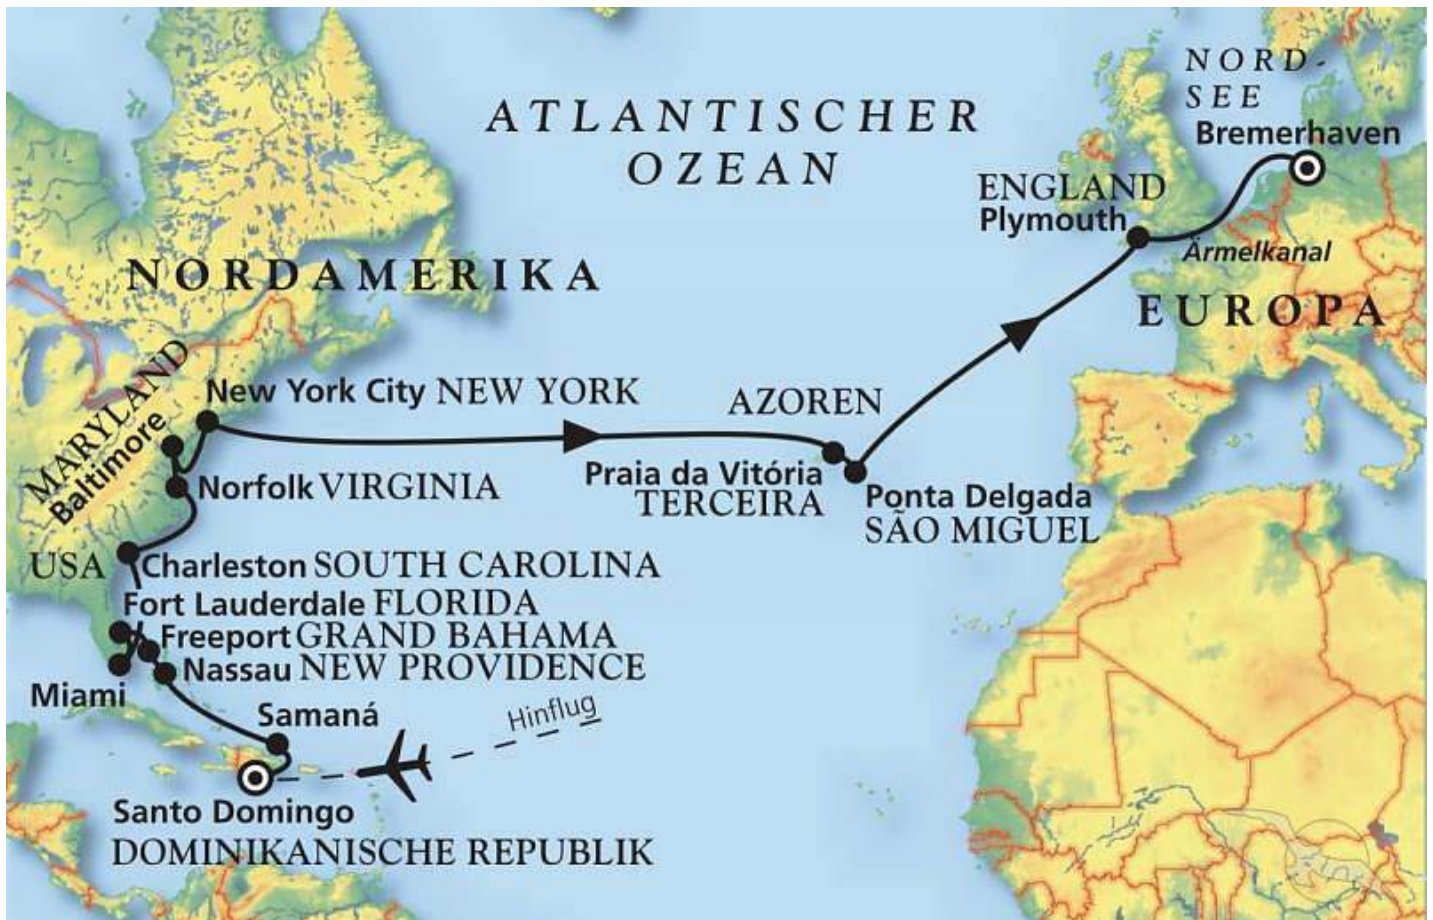 NORD-
SEE
Bremerhaven
ATLANTISCHER
OZEAN
ENGLAND
Plymouth
Ärmelkanal
NORDAMERIKA
EUROPA
MARYLAND
Baltimore
New York City NEW YORK
AZOREN
Praia da Vitória
TERCEIRA
Norfolk VIRGINIA
Ponta Delgada
SÃO MIGUEL
USA
Charleston SOUTH CAROLINA
Fort Lauderdale FLORIDA
Freeport GRAND BAHAMA
Nassau NEW PROVIDENCE
Miami
Samaná
Hinflug
Santo Domingo
DOMINIKANISCHE REPUBLIK